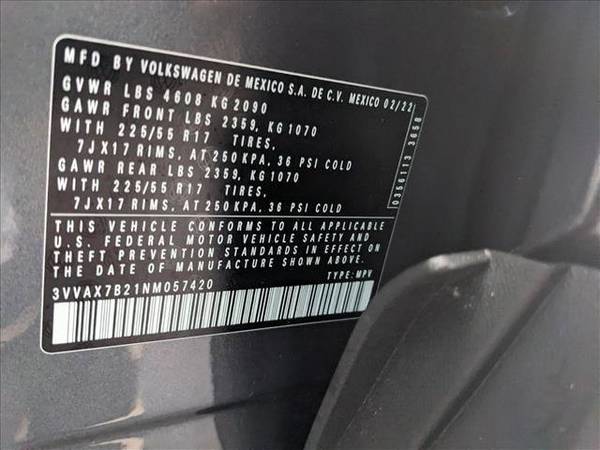 MFD BY VOLKSWAGEN DE MEXICO S.A. DE C.V. MEXICO 02/22
GVWR LBS 4608 KG 2090
GAWR FRONT LBS 2359, KG 1070
WITH 225/55 R17 TIRES,
7JX17 RIMS, AT 250 KPA, 36 PSI COLD
GAWR REAR LBS 2359, KG 1070
WITH 225/55 R17 TIRES,
7JX17 RIMS, AT 250 KPA, 36 PSI COLD
THIS VEHICLE CONFORMS TO ALL APPLICABLE
U.S. FEDERAL MOTOR VEHICLE SAFETY AND
THEFT PREVENTION STANDARDS IN EFFECT ON
THE DATE OF MANUFACTURE SHOWN ABOVE.
3VVAX7B21NM057420 TYPE: MPV
0356113 3658